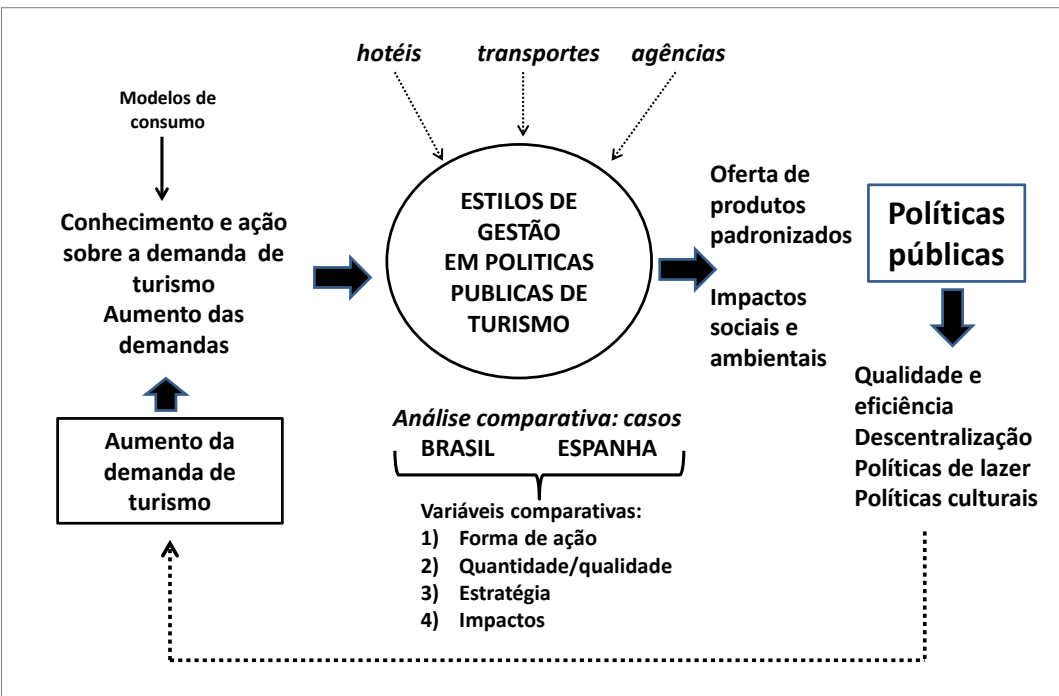 hotéis transportes agências
Modelos de
consumo
Conhecimento e ação
sobre a demanda de
turismo
Aumento das
demandas
Aumento da
demanda de
turismo
ESTILOS DE
GESTÃO
EM POLITICAS
PUBLICAS DE
TURISMO
Análise comparativa: casos
BRASIL ESPANHA
Variáveis comparativas:
1) Forma de ação
2) Quantidade/qualidade
3) Estratégia
4) Impactos
Oferta de
produtos
padronizados
Impactos
sociais e
ambientais
Políticas
públicas
Qualidade e
eficiência
Descentralização
Políticas de lazer
Políticas culturais